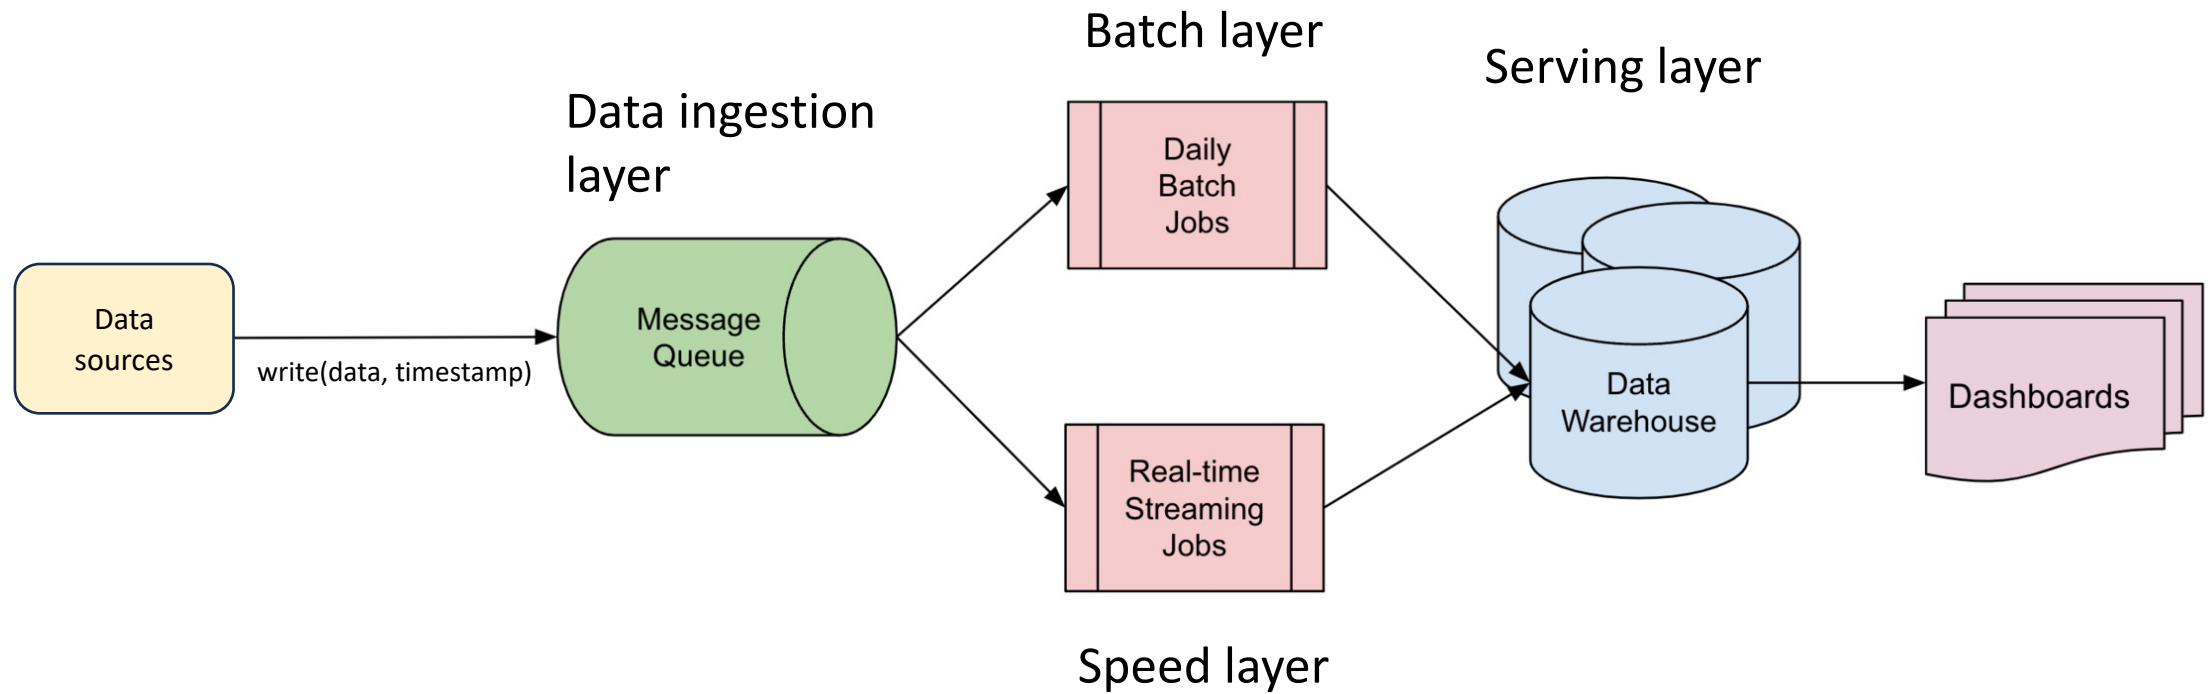 Batch layer
Serving layer
Data ingestion
layer
Daily
Batch
Jobs
Data
sources
write(data, timestamp)
Message
Queue
Data
Warehouse
Dashboards
Real-time
Streaming
Jobs
Speed layer